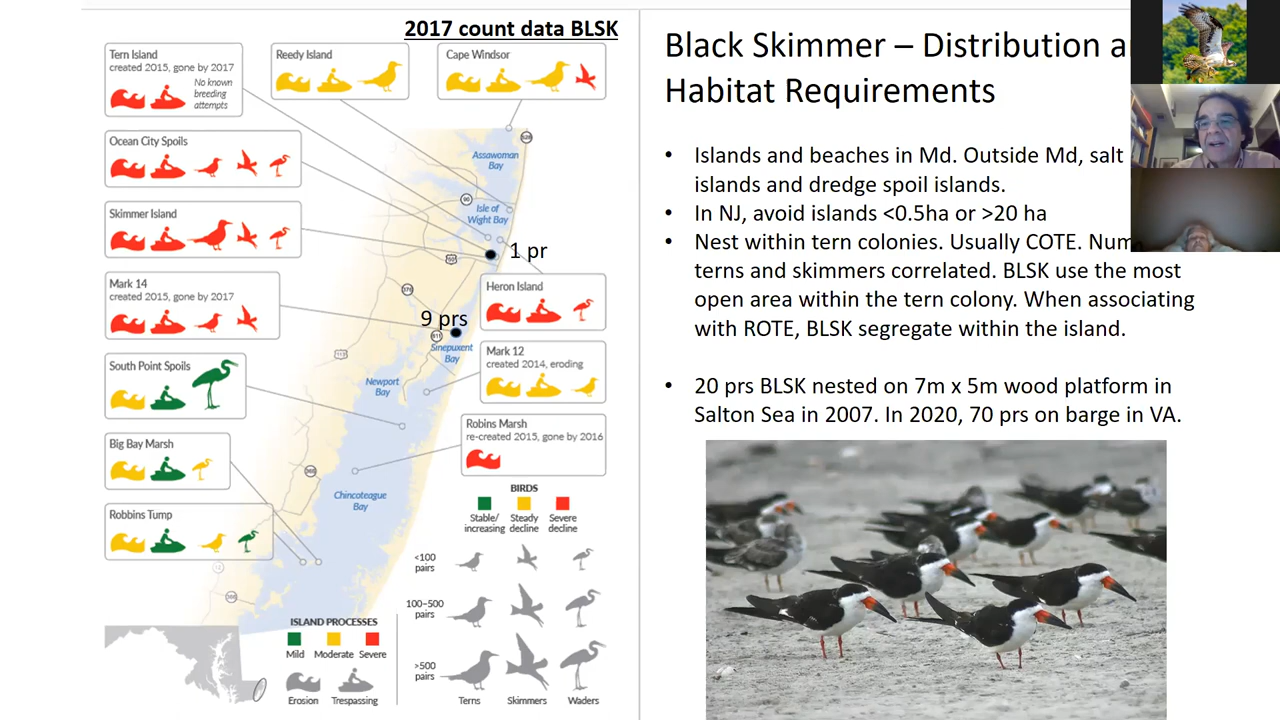 2017 count data BLSK
Tern Island
created 2015, gone by 2017
No known
breeding
attempts
Reedy Island
Cape Windsor
Ocean City Spoils
Skimmer Island
Mark 14
created 2015, gone by 2017
South Point Spoils
Big Bay Marsh
Robbins Tump
Assawoman
Bay
528
90
Isle of
Wight Bay
50
1 pr
376
Heron Island
9 prs
611
Sinepuxent
Bay
113
Mark 12
created 2014, eroding
Newport
Bay
Robins Marsh
re-created 2015, gone by 2016
Chincoteague
Bay
12
BIRDS
Stable/
increasing
Steady
decline
Severe
decline
<100
pairs
100–500
pairs
>500
pairs
Terns
Skimmers
Waders
ISLAND PROCESSES
Mild
Moderate
Severe
Erosion
Trespassing
Black Skimmer – Distribution
Habitat Requirements
• Islands and beaches in Md. Outside Md, salt
islands and dredge spoil islands.
• In NJ, avoid islands <0.5ha or >20 ha
• Nest within tern colonies. Usually COTE.
terns and skimmers correlated. BLSK use the most
open area within the tern colony. When associating
with ROTE, BLSK segregate within the island.
• 20 prs BLSK nested on 7m x 5m wood platform in
Salton Sea in 2007. In 2020, 70 prs on barge in VA.